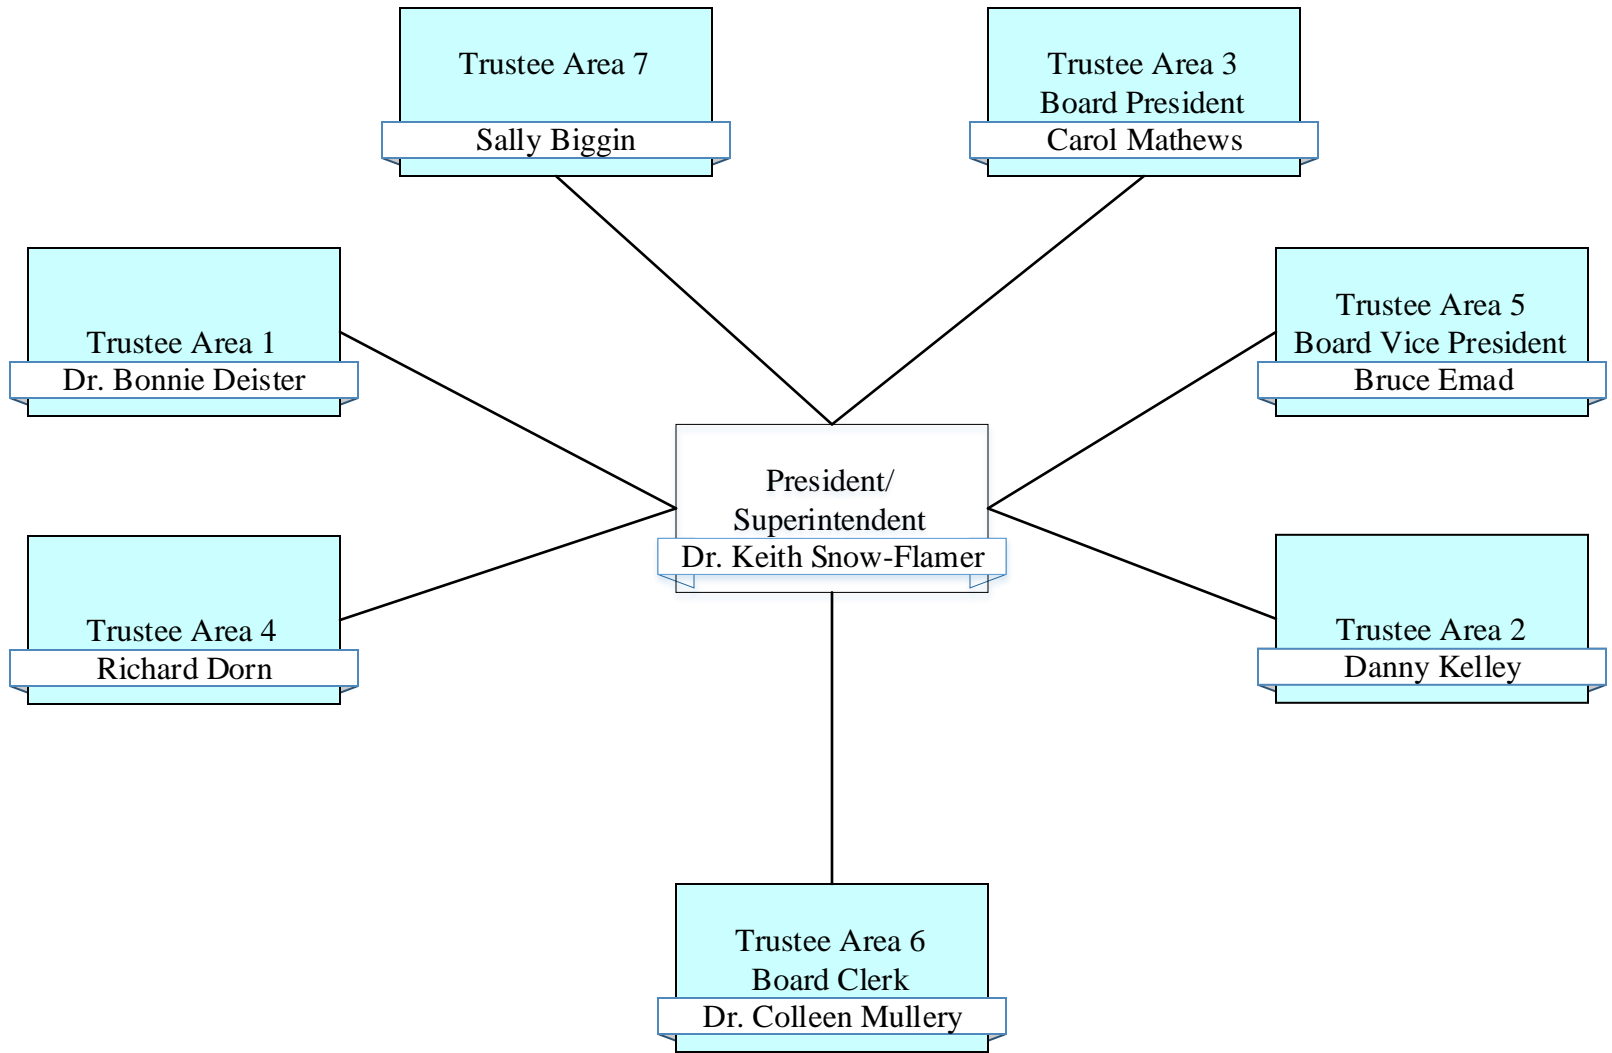 Trustee Area 7
Sally Biggin
Trustee Area 3
Board President
Carol Mathews
Trustee Area 1
Dr. Bonnie Deister
Trustee Area 5
Board Vice President
Bruce Emad
President/
Superintendent
Dr. Keith Snow-Flamer
Trustee Area 4
Richard Dorn
Trustee Area 2
Danny Kelley
Trustee Area 6
Board Clerk
Dr. Colleen Mullery